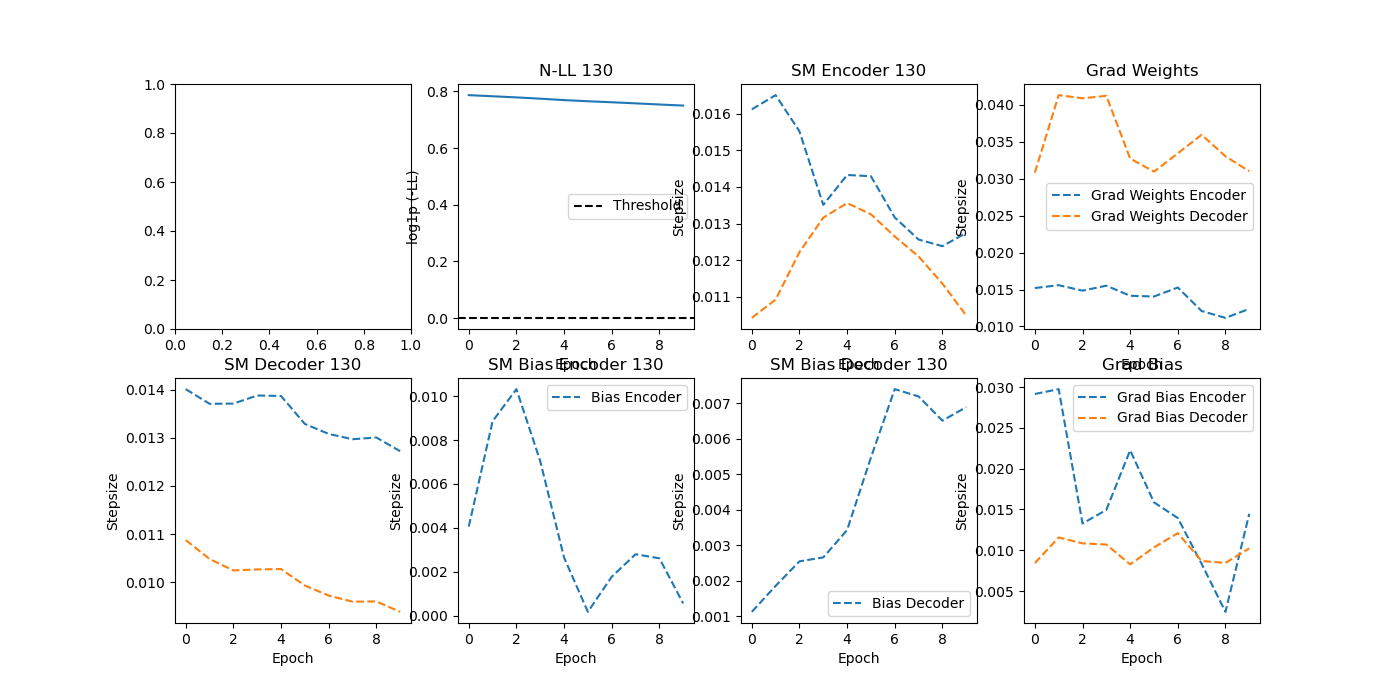 1.0
0.8
0.6
0.4
0.2
0.0
0.0 0.2 0.4 0.6 0.8 1.0
N-LL 130
log1p (-LL)
0.8
0.6
0.4
0.2
0.0
Threshold
0 2 4 6 8
Epoch
SM Encoder 130
Stepsize
0.016
0.015
0.014
0.013
0.012
0.011
0 2 4 6 8
Epoch
Grad Weights
Stepsize
0.040
0.035
0.030
0.025
0.020
0.015
0.010
Grad Weights Encoder
Grad Weights Decoder
0 2 4 6 8
Epoch
SM Decoder 130
Stepsize
0.014
0.013
0.012
0.011
0.010
0 2 4 6 8
Epoch
SM Bias Encoder 130
Stepsize
0.010
0.008
0.006
0.004
0.002
0.000
Bias Encoder
0 2 4 6 8
Epoch
SM Bias Decoder 130
Stepsize
0.007
0.006
0.005
0.004
0.003
0.002
0.001
Bias Decoder
0 2 4 6 8
Epoch
Grad Bias
Stepsize
0.030
0.025
0.020
0.015
0.010
0.005
Grad Bias Encoder
Grad Bias Decoder
0 2 4 6 8
Epoch